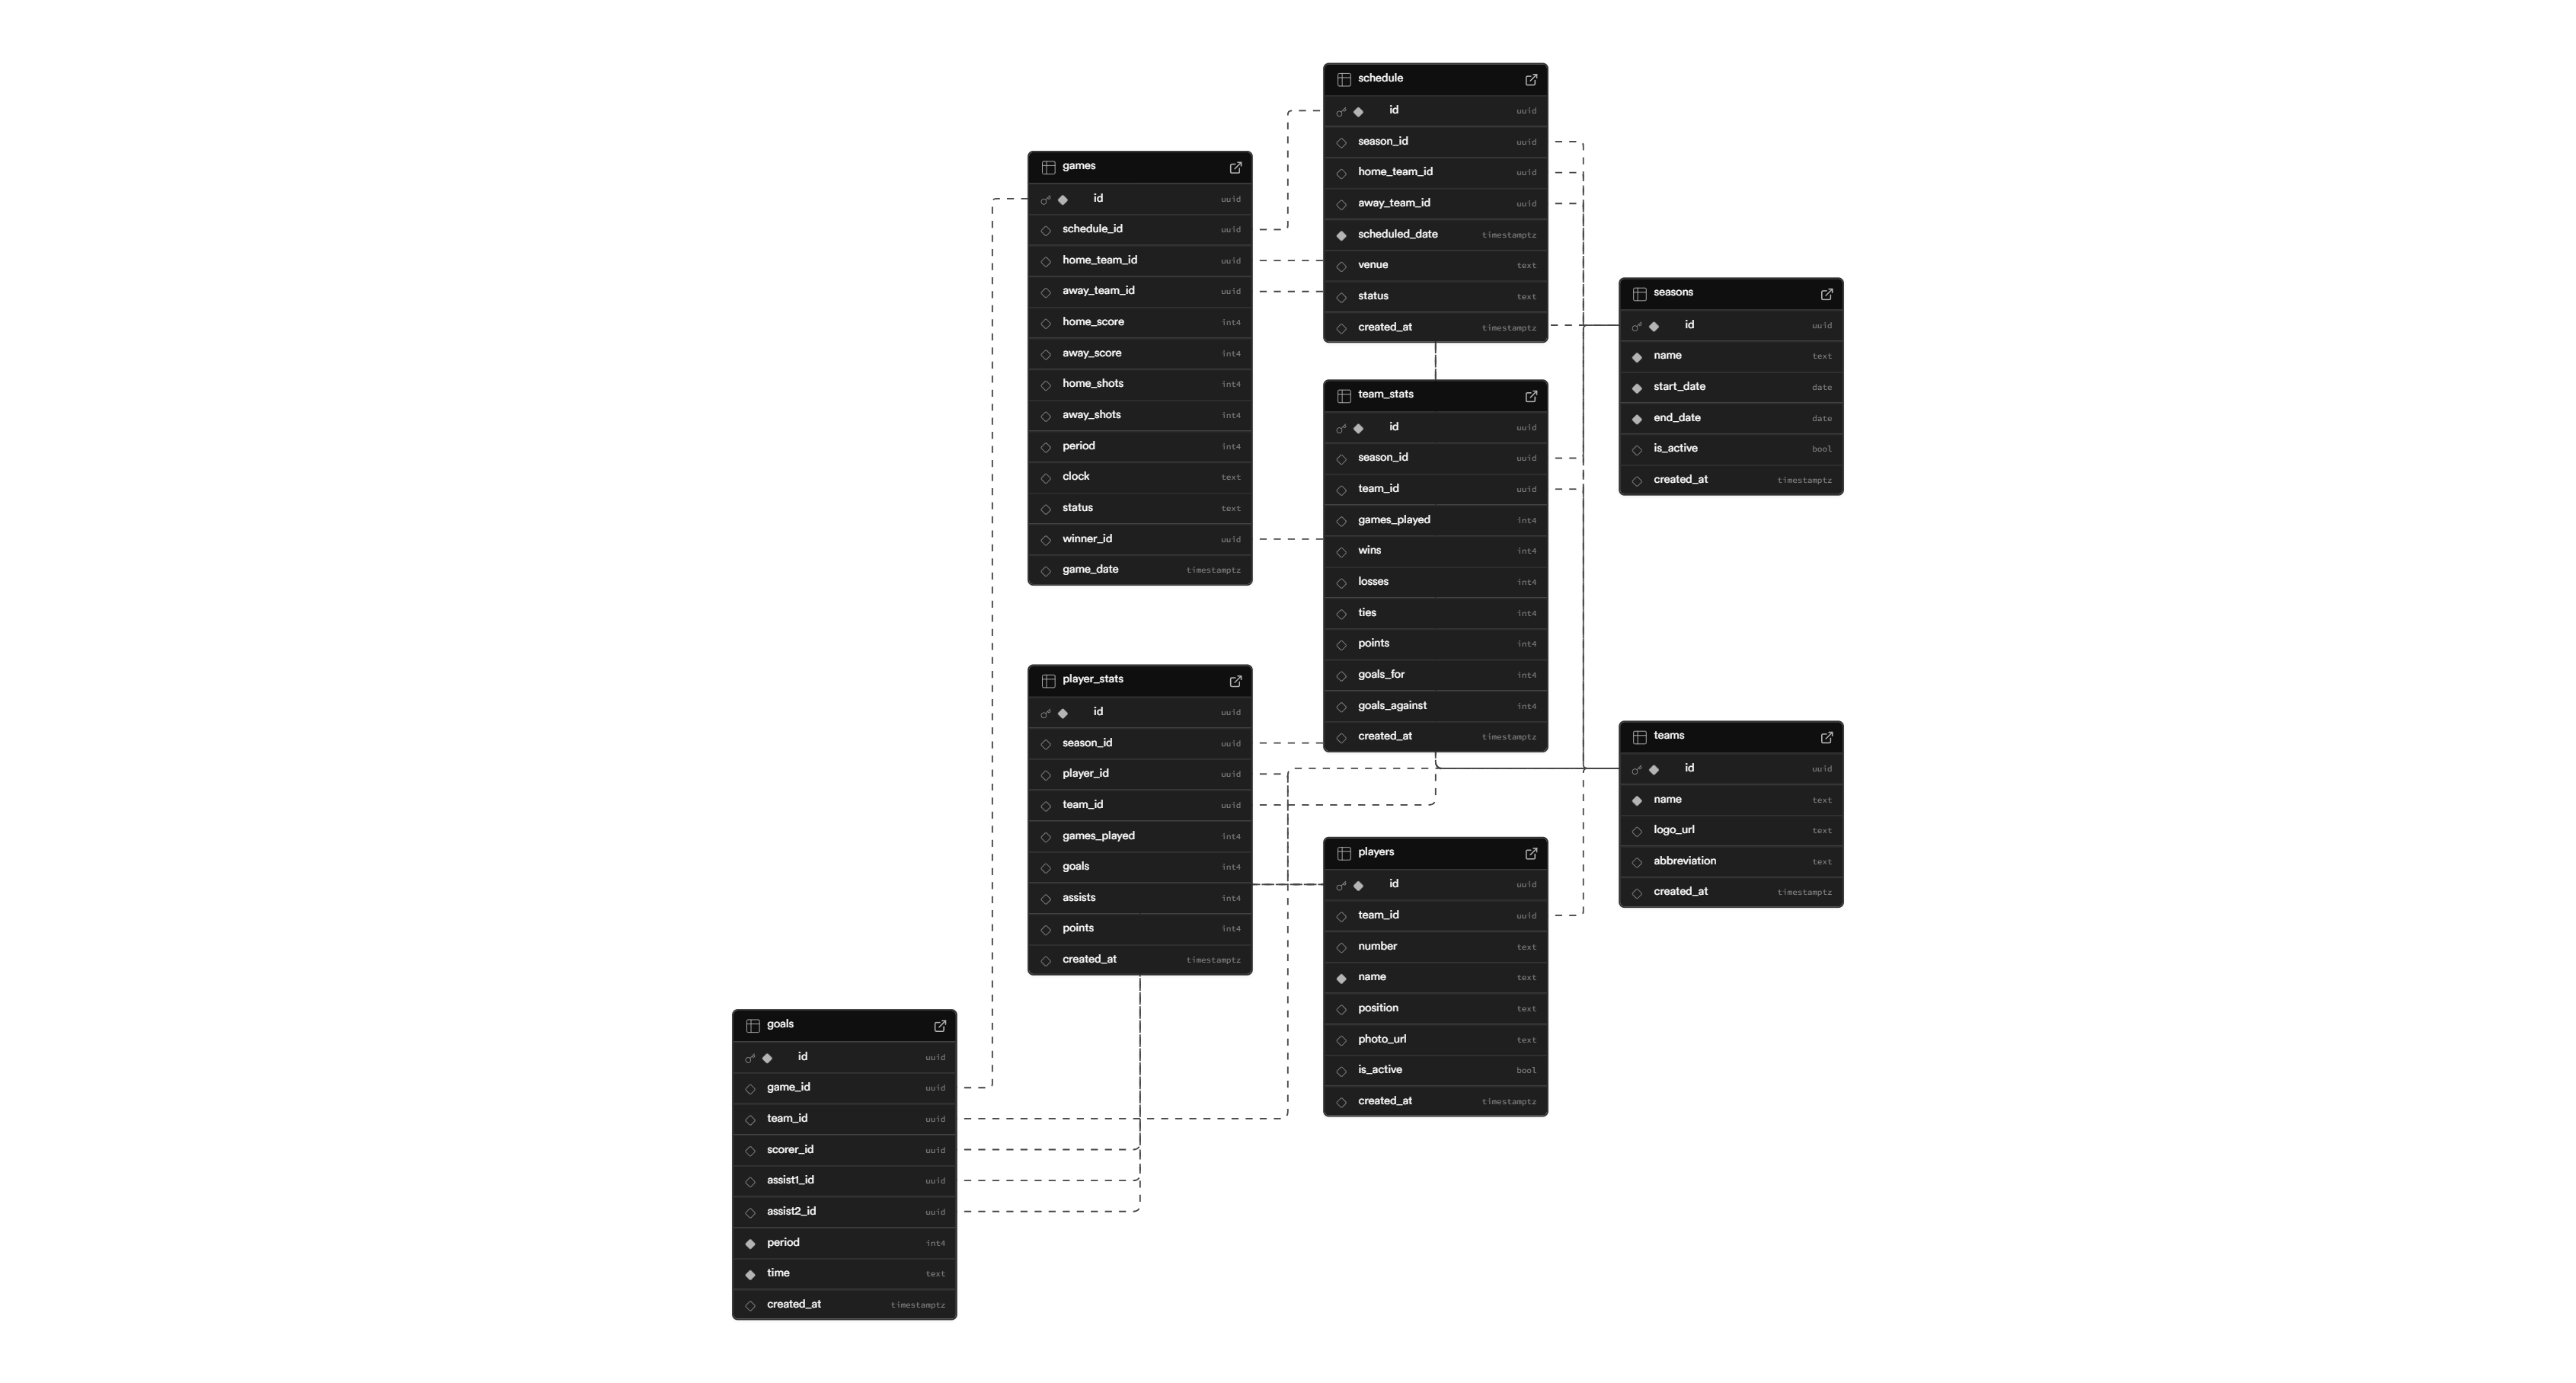 schedule
id uuid
season_id uuid
home_team_id uuid
away_team_id uuid
scheduled_date timestamptz
venue text
status text
created_at timestamptz
games
id uuid
schedule_id uuid
home_team_id uuid
away_team_id uuid
home_score int4
away_score int4
home_shots int4
away_shots int4
period int4
clock text
status text
winner_id uuid
game_date timestamptz
seasons
id uuid
name text
start_date date
end_date date
is_active bool
created_at timestamptz
team_stats
id uuid
season_id uuid
team_id uuid
games_played int4
wins int4
losses int4
ties int4
points int4
goals_for int4
goals_against int4
created_at timestamptz
player_stats
id uuid
season_id uuid
player_id uuid
team_id uuid
games_played int4
goals int4
assists int4
points int4
created_at timestamptz
teams
id uuid
name text
logo_url text
abbreviation text
created_at timestamptz
players
id uuid
team_id uuid
number text
name text
position text
photo_url text
is_active bool
created_at timestamptz
goals
id uuid
game_id uuid
team_id uuid
scorer_id uuid
assist1_id uuid
assist2_id uuid
period int4
time text
created_at timestamptz